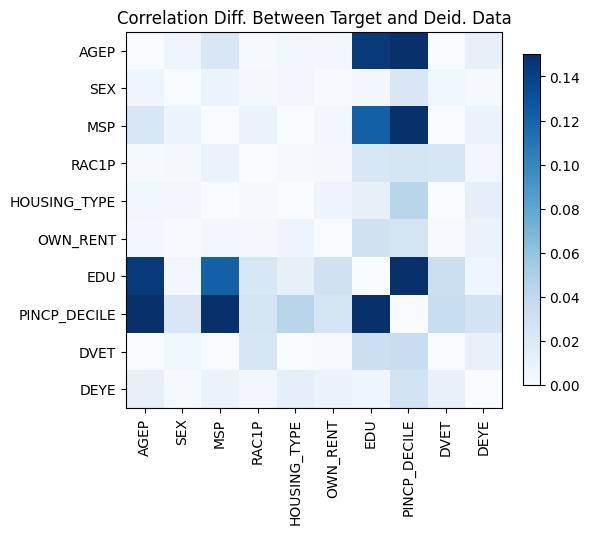 Correlation Diff. Between Target and Deid. Data
AGEP
SEX
MSP
RAC1P
HOUSING_TYPE
OWN_RENT
EDU
PINCP_DECILE
DVET
DEYE
AGEP
SEX
MSP
RAC1P
HOUSING_TYPE
OWN_RENT
EDU
PINCP_DECILE
DVET
DEYE
0.14
0.12
0.10
0.08
0.06
0.04
0.02
0.00